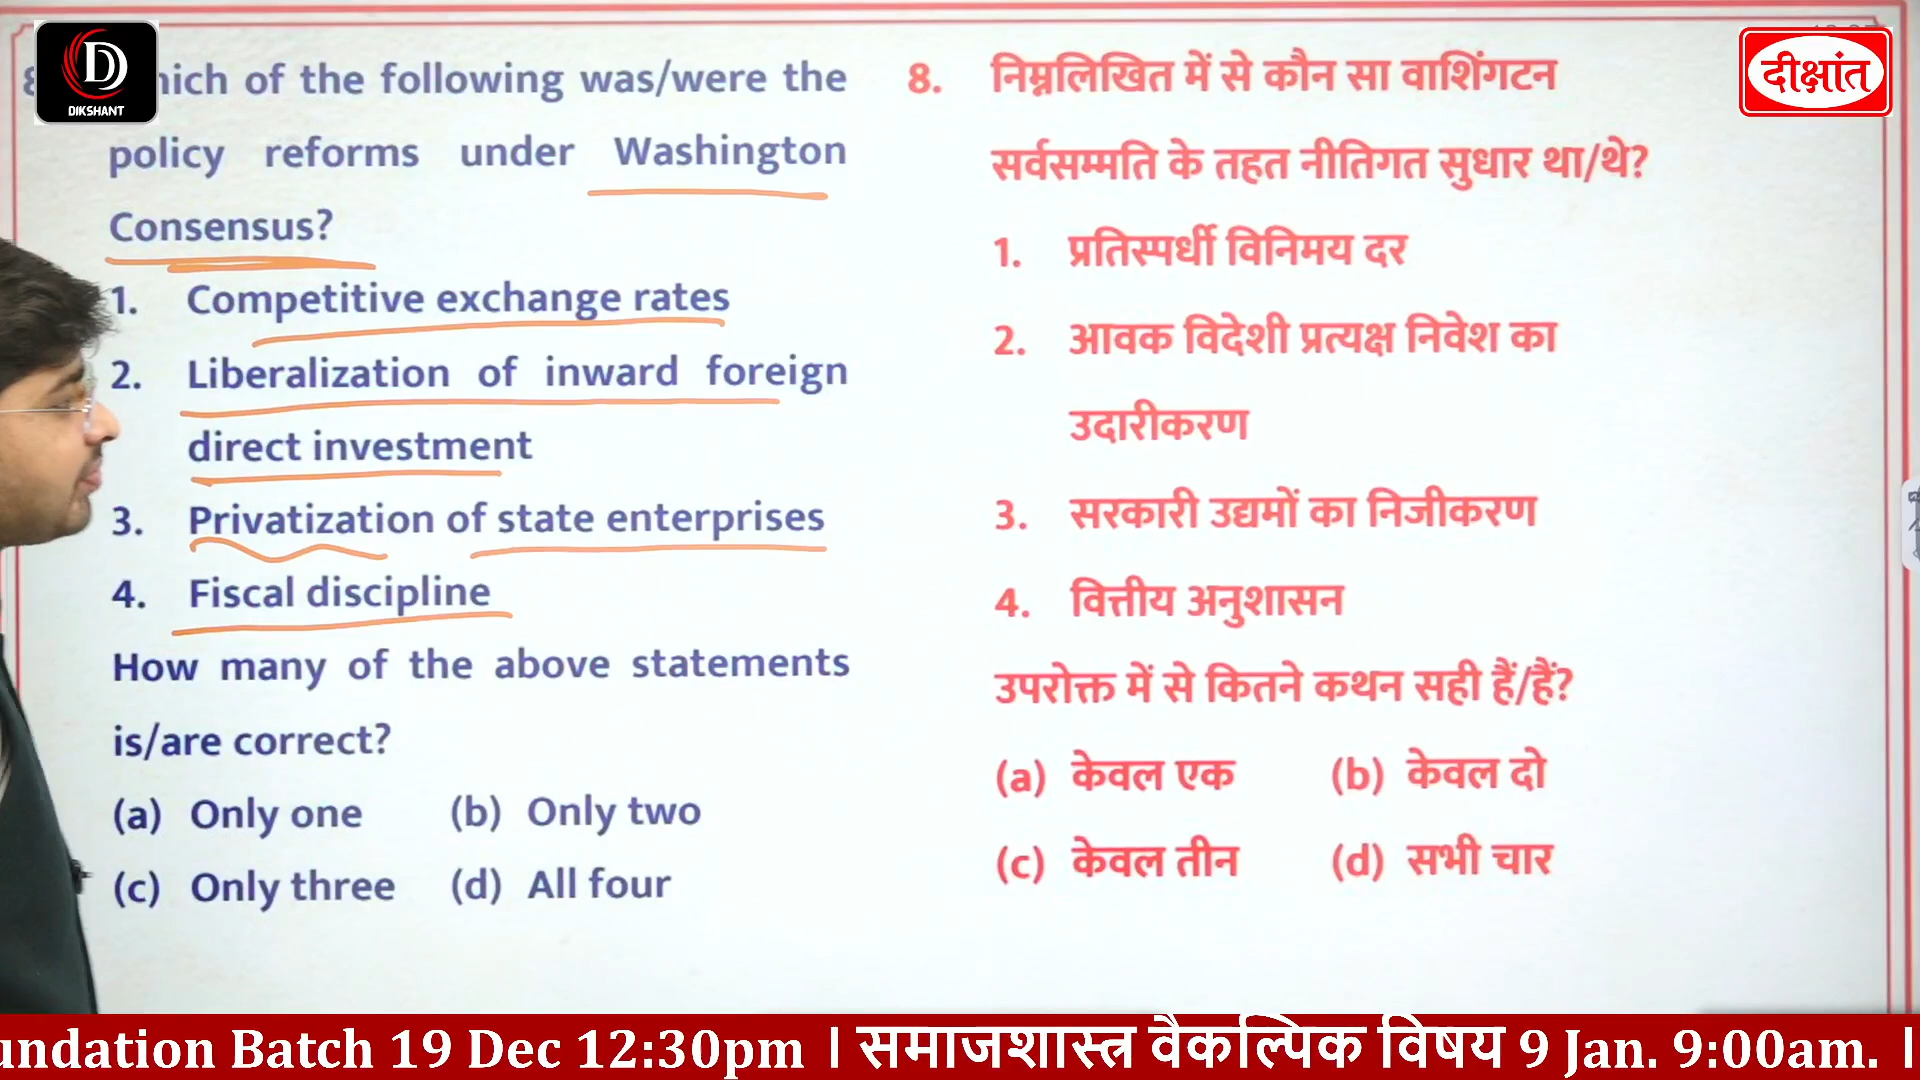 DIKSHANT
दीक्षांत
hich of the following was/were the
policy reforms under Washington
Consensus?
1. Competitive exchange rates
2. Liberalization of inward foreign
direct investment
3. Privatization of state enterprises
4. Fiscal discipline
How many of the above statements
is/are correct?
(a) Only one (b) Only two
(c) Only three (d) All four
8. निम्नलिखित में से कौन सा वाशिंगटन
सर्वसम्मति के तहत नीतिगत सुधार था/थे?
1. प्रतिस्पर्धी विनिमय दर
2. आवक विदेशी प्रत्यक्ष निवेश का
उदारीकरण
3. सरकारी उद्यमों का निजीकरण
4. वित्तीय अनुशासन
उपरोक्त में से कितने कथन सही हैं/हैं?
(a) केवल एक (b) केवल दो
(c) केवल तीन (d) सभी चार
undation Batch 19 Dec 12:30pm । समाजशास्त्र वैकल्पिक विषय 9 Jan. 9:00am. ।